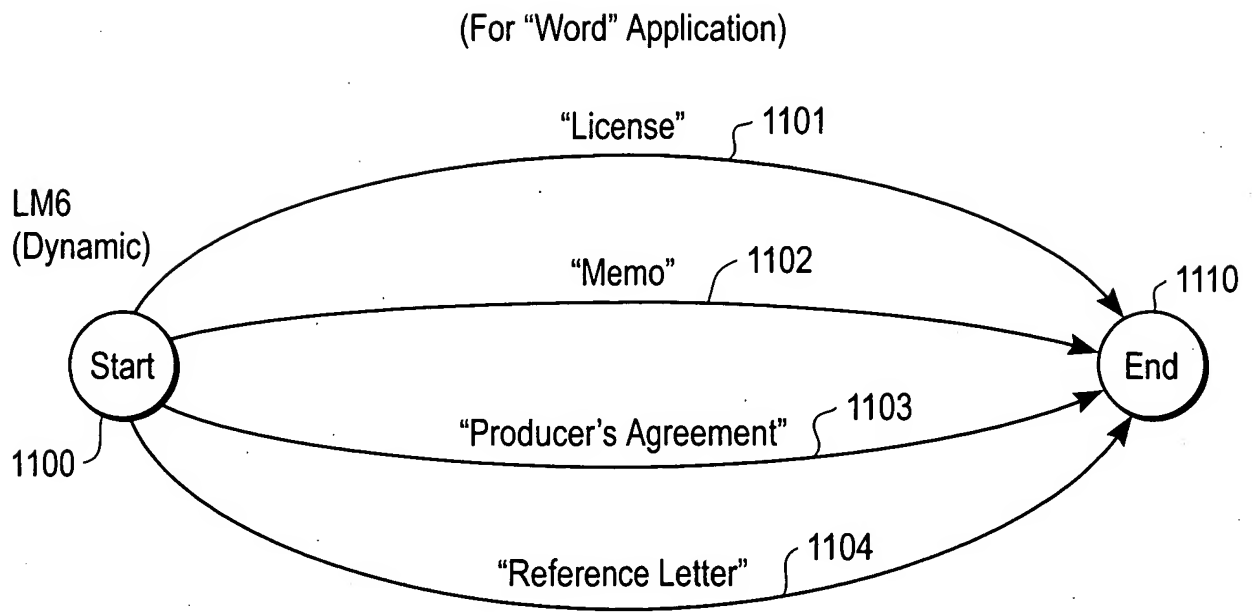 (For “Word” Application)
“License”
1101
LM6
(Dynamic)
“Memo”
1102
1110
Start
End
“Producer’s Agreement”
1103
1100
“Reference Letter”
1104